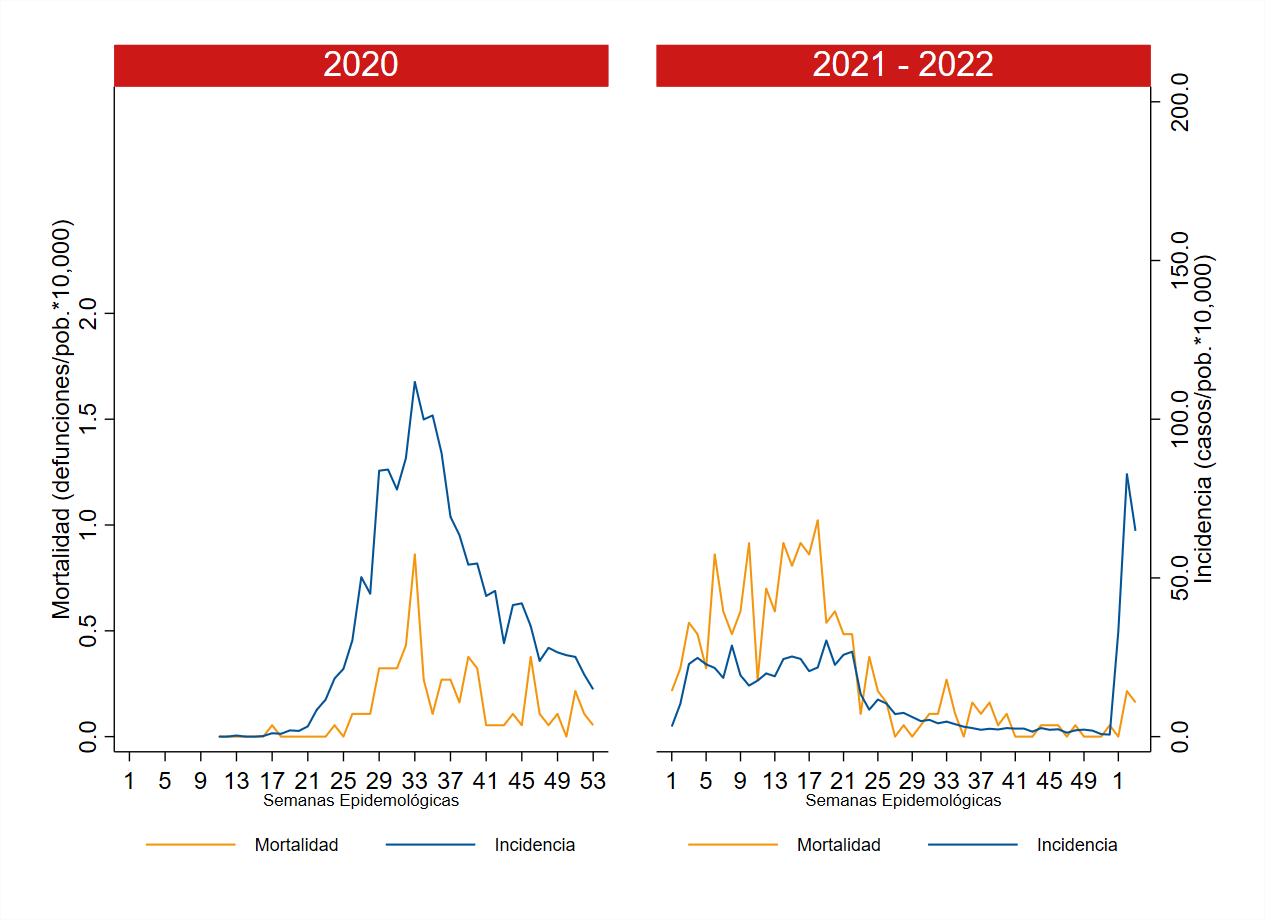 2020
2021 - 2022
Mortalidad (defunciones/pob.*10,000)
2.0
1.5
1.0
0.5
0.0
200.0
150.0
100.0
50.0
0.0
Incidencia (casos/pob.*10,000)
1 5 9 13 17 21 25 29 33 37 41 45 49 53
Semanas Epidemológicas
1 5 9 13 17 21 25 29 33 37 41 45 49 1
Semanas Epidemológicas
Mortalidad Incidencia
Mortalidad Incidencia